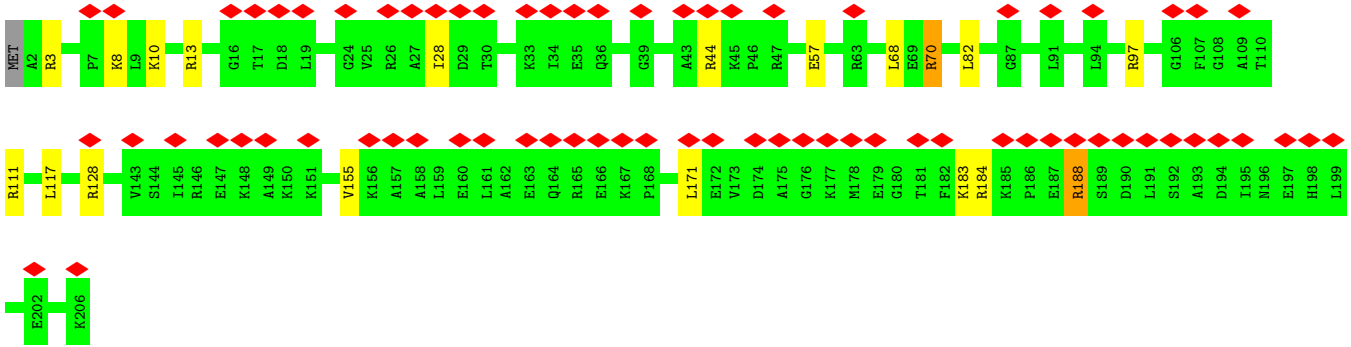 MET A2 R3 P7 K8 L9 K10 R13 G16 T17 D18 L19 G24 V25 R26 A27 I28 D29 T30 K33 I34 E35 Q36 G39 A43 R44 K45 P46 R47 E57 R63 L68 E69 R70 L82 G87 L91 L94 R97 G106 F107 G108 A109 T110
R111 L117 R128 V143 S144 I145 R146 E147 K148 A149 K150 K151 V155 K156 A157 A158 L159 E160 L161 A162 E163 Q164 R165 E166 K167 P168 L171 E172 V173 D174 A175 G176 K177 M178 E179 G180 T181 F182 K183 R184 K185 P186 E187 R188 S189 D190 L191 S192 A193 D194 I195 N196 E197 H198 L199
E202 K206